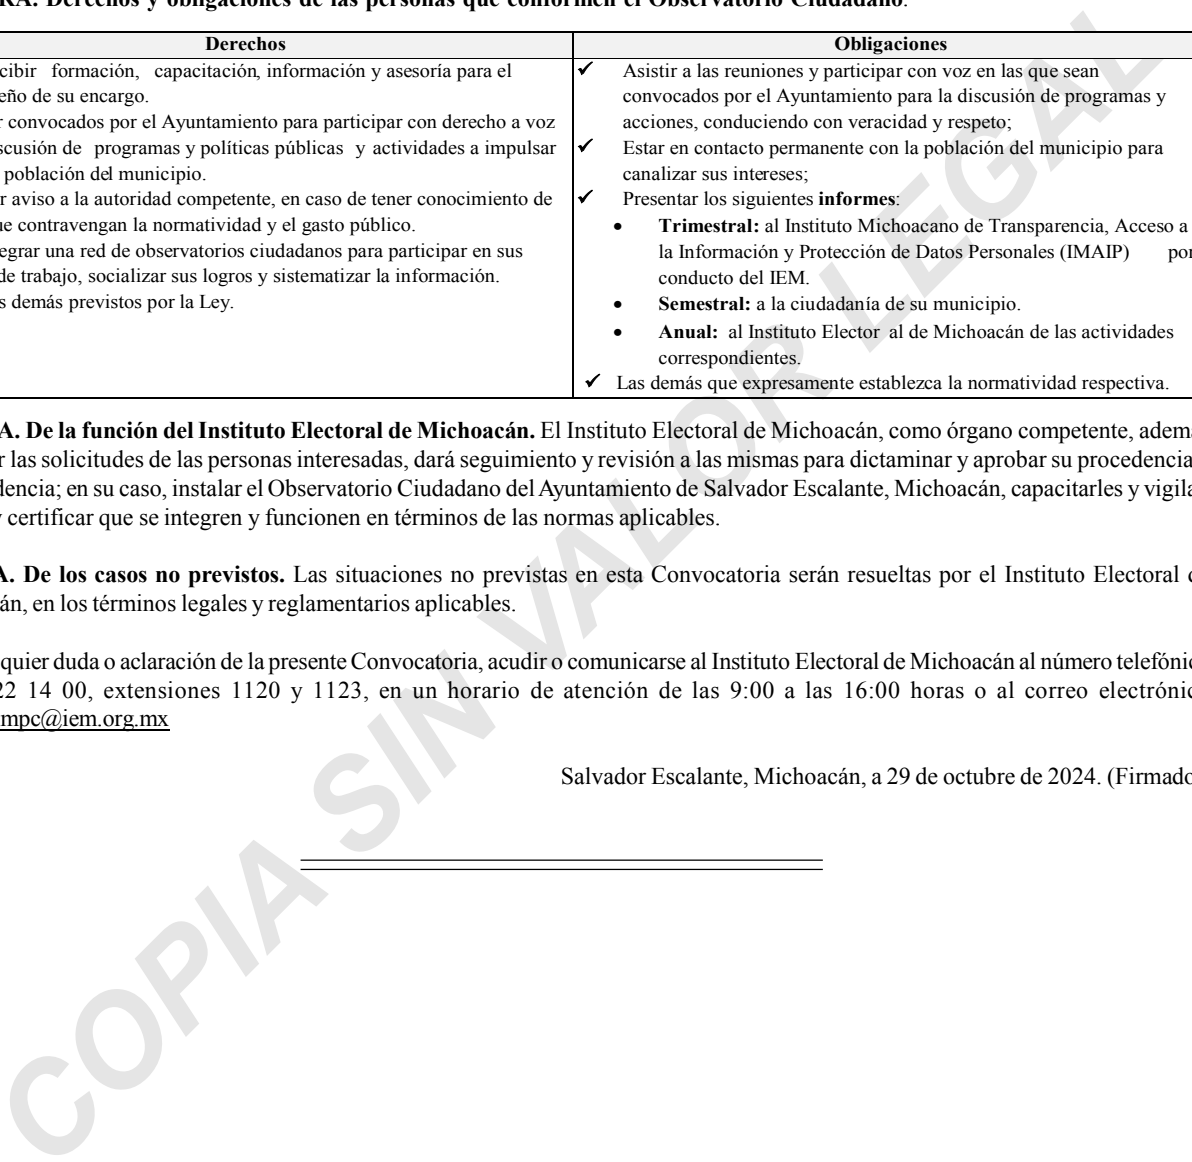 RA. Derechos y obligaciones de las personas que conformen el Observatorio Ciudadano.
Derechos
cibir formación, capacitación, información y asesoría para el
eño de su encargo.
r convocados por el Ayuntamiento para participar con derecho a voz
scusión de programas y políticas públicas y actividades a impulsar
población del municipio.
r aviso a la autoridad competente, en caso de tener conocimiento de
ue contravengan la normatividad y el gasto público.
egrar una red de observatorios ciudadanos para participar en sus
de trabajo, socializar sus logros y sistematizar la información.
s demás previstos por la Ley.
Obligaciones
✓ Asistir a las reuniones y participar con voz en las que sean
convocados por el Ayuntamiento para la discusión de programas y
acciones, conduciendo con veracidad y respeto;
✓ Estar en contacto permanente con la población del municipio para
canalizar sus intereses;
✓ Presentar los siguientes informes:
• Trimestral: al Instituto Michoacano de Transparencia, Acceso a
la Información y Protección de Datos Personales (IMAIP) por
conducto del IEM.
• Semestral: a la ciudadanía de su municipio.
• Anual: al Instituto Elector al de Michoacán de las actividades
correspondientes.
✓ Las demás que expresamente establezca la normatividad respectiva.
A. De la función del Instituto Electoral de Michoacán. El Instituto Electoral de Michoacán, como órgano competente, ademá
r las solicitudes de las personas interesadas, dará seguimiento y revisión a las mismas para dictaminar y aprobar su procedencia
dencia; en su caso, instalar el Observatorio Ciudadano del Ayuntamiento de Salvador Escalante, Michoacán, capacitarles y vigila
y certificar que se integren y funcionen en términos de las normas aplicables.
A. De los casos no previstos. Las situaciones no previstas en esta Convocatoria serán resueltas por el Instituto Electoral d
án, en los términos legales y reglamentarios aplicables.
quier duda o aclaración de la presente Convocatoria, acudir o comunicarse al Instituto Electoral de Michoacán al número telefónic
22 14 00, extensiones 1120 y 1123, en un horario de atención de las 9:00 a las 16:00 horas o al correo electrónic
mpc@iem.org.mx
Salvador Escalante, Michoacán, a 29 de octubre de 2024. (Firmado
COPIA SIN VALOR LEGAL